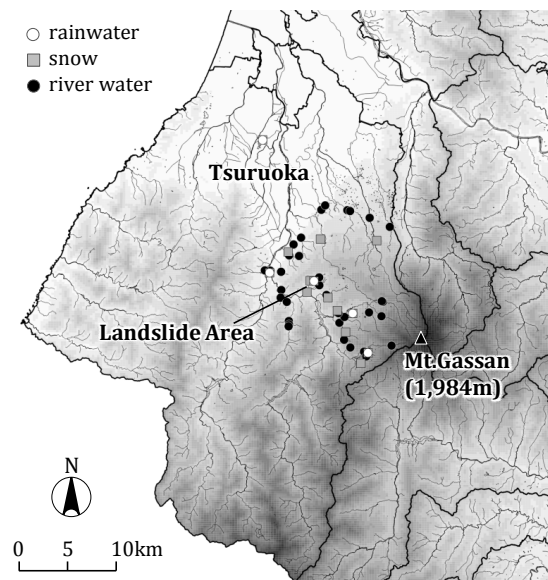 rainwater
snow
river water
Tsuruoka
Landslide Area
Mt.Gassan
(1,984m)
N
0 5 10km